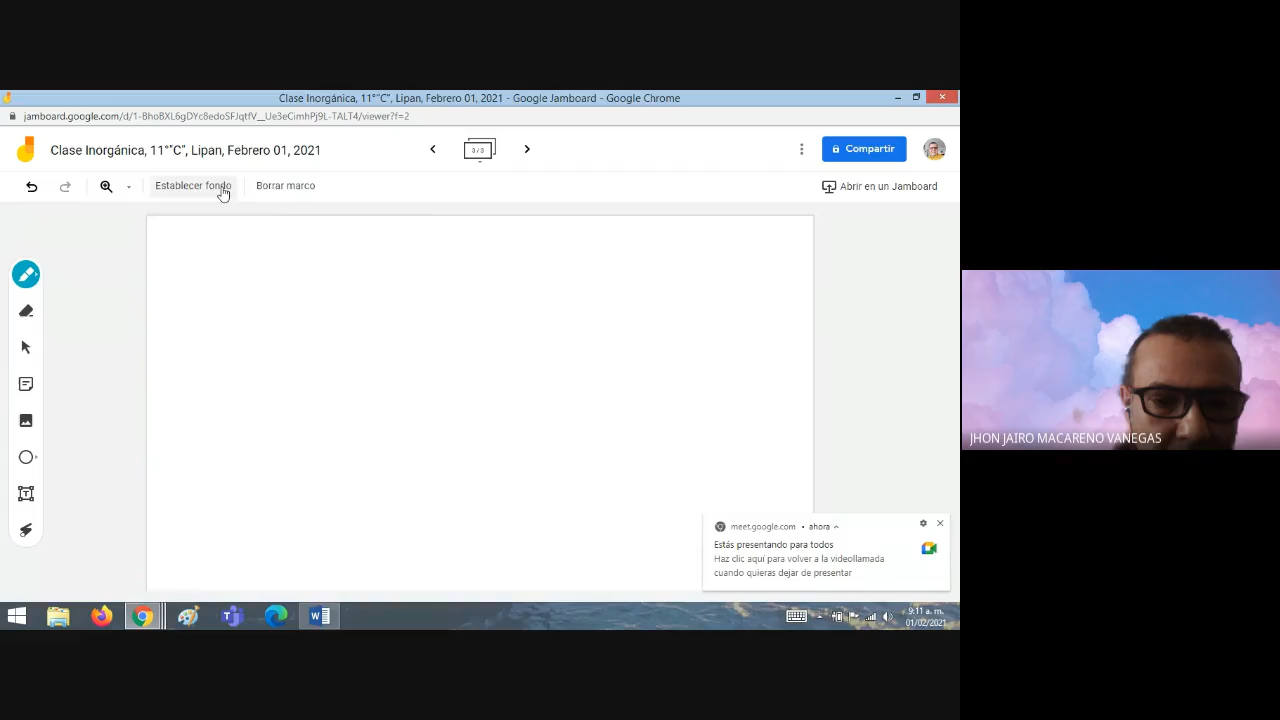 Clase Inorgánica, 11°"C", Lipan, Febrero 01, 2021 - Google Jamboard - Google Chrome
jamboard.google.com/d/1-BhoBXL6gDYc8edoSFJqtfV__Ue3eCimhPj9L-TALT4/viewer?f=2
Clase Inorgánica, 11°"C", Lipan, Febrero 01, 2021
3 / 3
Compartir
Establecer fondo
Borrar marco
Abrir en un Jamboard
JHON JAIRO MACARENO VANEGAS
meet.google.com • ahora
Estás presentando para todos
Haz clic aquí para volver a la videollamada
cuando quieras dejar de presentar
9:11 a. m.
01/02/2021